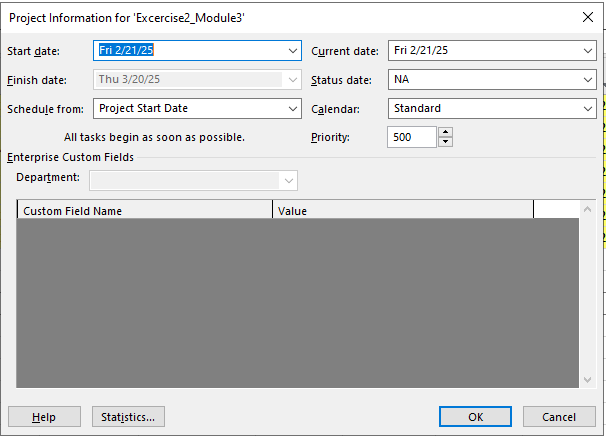 Project Information for 'Excercise2_Module3'
Start date: Fri 2/21/25 Current date: Fri 2/21/25
Finish date: Thu 3/20/25 Status date: NA
Schedule from: Project Start Date Calendar: Standard
All tasks begin as soon as possible. Priority: 500
Enterprise Custom Fields
Department:
Custom Field Name Value
Help Statistics... OK Cancel